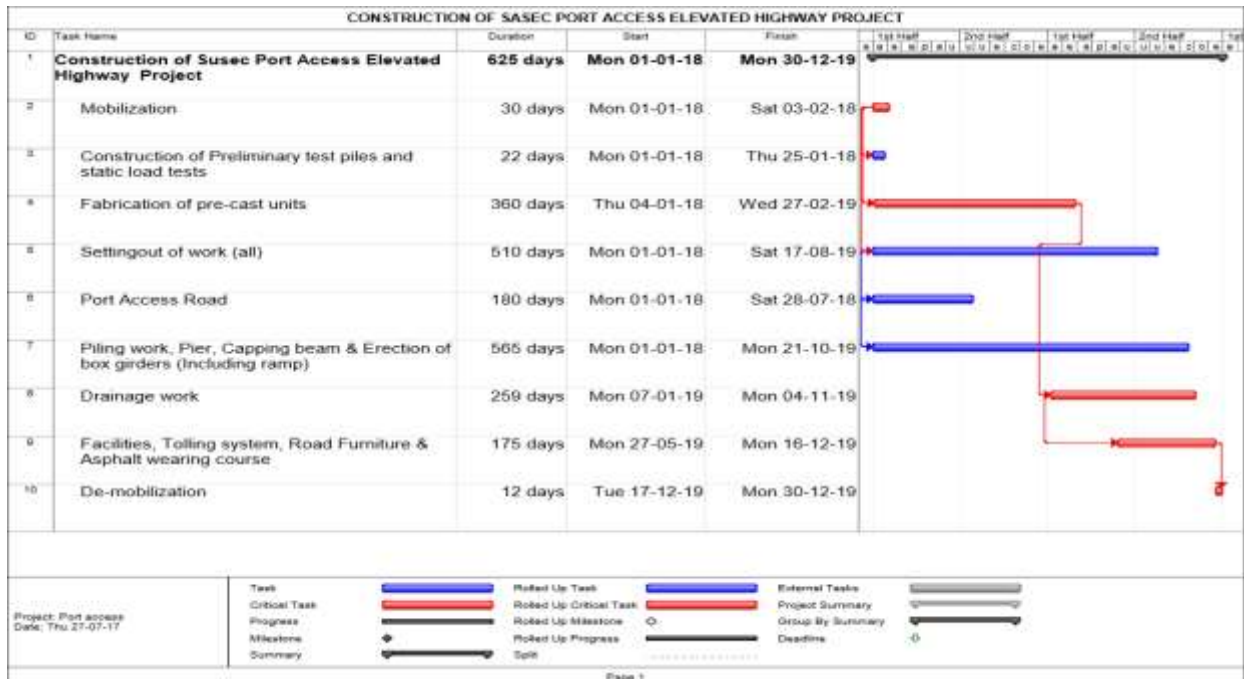 CONSTRUCTION OF SASEC PORT ACCESS ELEVATED HIGHWAY PROJECT
ID Task Name Duration Start Finish 1st Half 2nd Half 1st Half 2nd Half 1st
1 Construction of Susec Port Access Elevated 625 days Mon 01-01-18 Mon 30-12-19
Highway Project
2 Mobilization 30 days Mon 01-01-18 Sat 03-02-18
3 Construction of Preliminary test piles and 22 days Mon 01-01-18 Thu 25-01-18
static load tests
4 Fabrication of pre-cast units 360 days Thu 04-01-18 Wed 27-02-19
5 Settingout of work (all) 510 days Mon 01-01-18 Sat 17-08-19
6 Port Access Road 180 days Mon 01-01-18 Sat 28-07-18
7 Piling work, Pier, Capping beam & Erection of 565 days Mon 01-01-18 Mon 21-10-19
box girders (Including ramp)
8 Drainage work 259 days Mon 07-01-19 Mon 04-11-19
9 Facilities, Tolling system, Road Furniture & 175 days Mon 27-05-19 Mon 16-12-19
Asphalt wearing course
10 De-mobilization 12 days Tue 17-12-19 Mon 30-12-19
Project: Port access
Date: Thu 27-07-17
Task Rolled Up Task External Tasks
Critical Task Rolled Up Critical Task Project Summary
Progress Rolled Up Milestone Group By Summary
Milestone Rolled Up Progress Deadline
Summary Split
Page 1